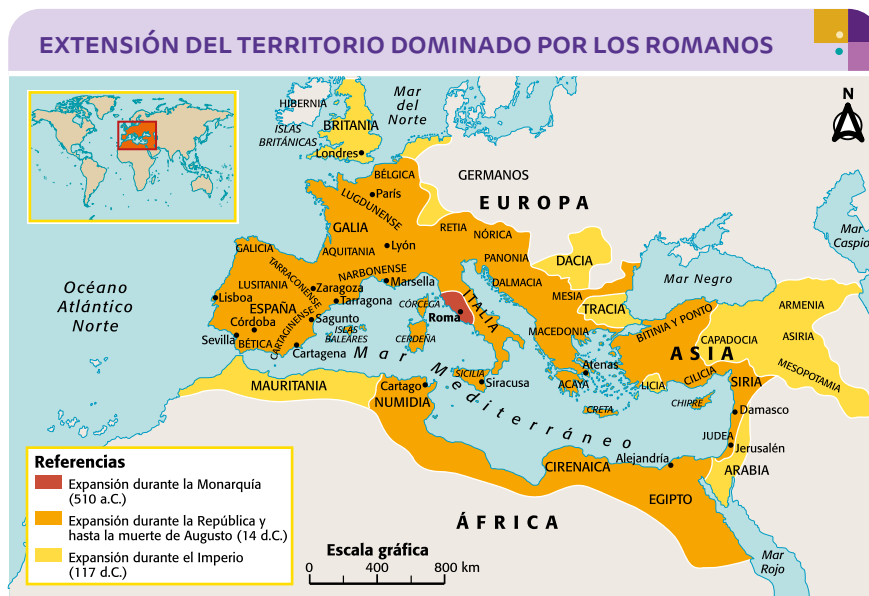 EXTENSIÓN DEL TERRITORIO DOMINADO POR LOS ROMANOS
N
Mar
del
Norte
HIBERNIA
BRITANIA
ISLAS
BRITÁNICAS
Londres
GERMANOS
EUROPA
BÉLGICA
París
LUGDUNENSE
GALIA
Lyón
AQUITANIA
NARBONENSE
Marsella
RETIA
NÓRICA
PANONIA
DALMACIA
DACIA
MESIA
TRACIA
MACEDONIA
Mar Negro
Mar
Caspio
Océano
Atlántico
Norte
GALICIA
LUSITANIA
TARRACONENSE
Zaragoza
Tarragona
Lisboa
ESPAÑA
CARTAGINENSE
Sagunto
Córdoba
Sevilla
BÉTICA
Cartagena
ISLAS
BALEÁRES
CÓRCEGA
CERDEÑA
ITALIA
Roma
SICILIA
Siracusa
Mar Mediterráneo
Atenas
ACAYA
CRETA
BITINIA Y PONTO
ASIA
CAPADOCIA
ARMENIA
ASIRIA
MESOPOTAMIA
LICIA
CILICIA
CHIPRE
SIRIA
Damasco
JUDEA
Jerusalén
ARABIA
MAURITANIA
Cartago
NUMIDIA
CIRENAICA
Alejandría
EGIPTO
ÁFRICA
Mar
Rojo
Referencias
Expansión durante la Monarquía
(510 a.C.)
Expansión durante la República y
hasta la muerte de Augusto (14 d.C.)
Expansión durante el Imperio
(117 d.C.)
Escala gráfica
0 400 800 km